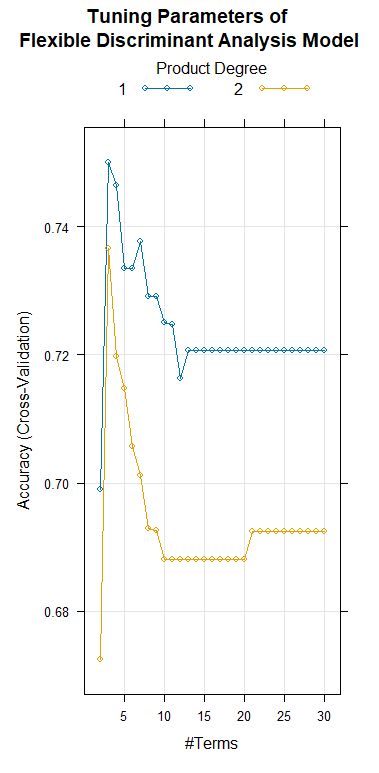 Tuning Parameters of
Flexible Discriminant Analysis Model
Product Degree
1 2
0.74
0.72
0.70
0.68
Accuracy (Cross-Validation)
5 10 15 20 25 30
#Terms